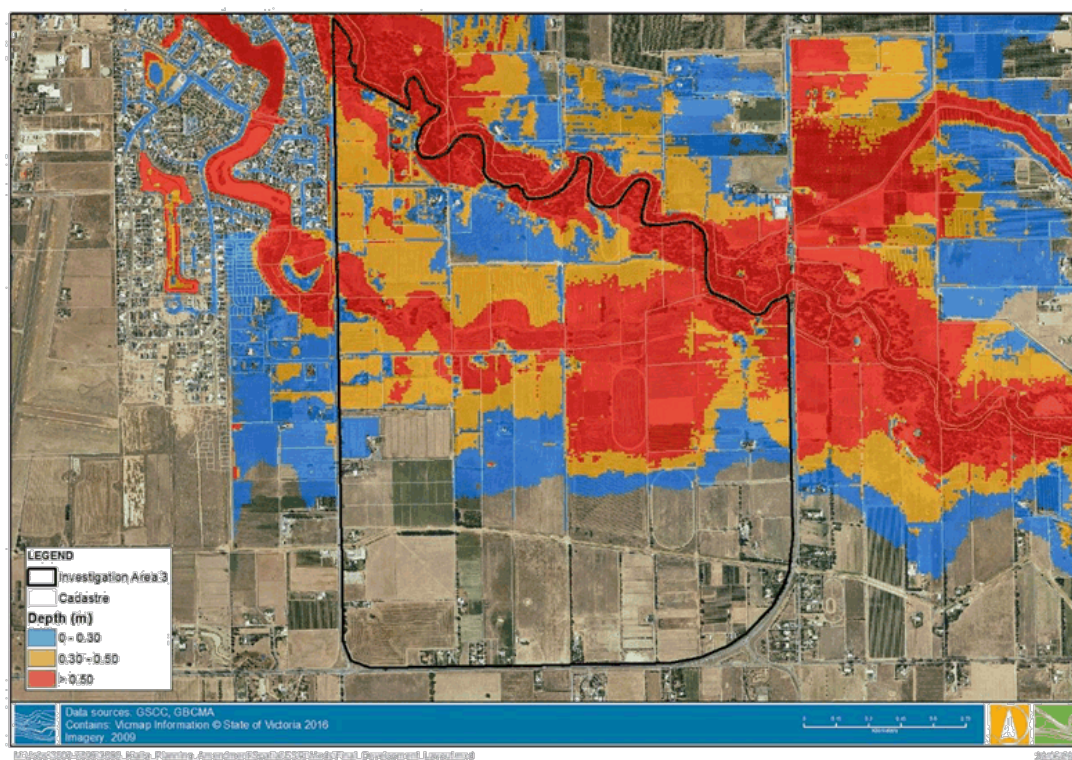 LEGEND
Investigation Area 3
Cadastre
Depth (m)
0 - 0.30
0.30 - 0.50
> 0.50
Data sources: GSCC, GBCMA
Contains: Vicmap Information © State of Victoria 2016
Imagery: 2009
Kilometers